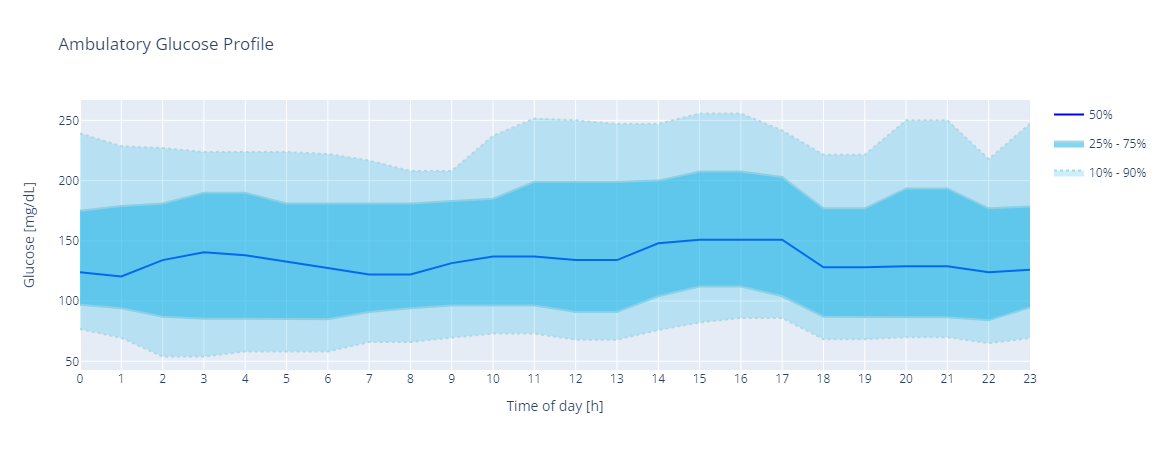 Ambulatory Glucose Profile
Glucose [mg/dL]
250
200
150
100
50
0 1 2 3 4 5 6 7 8 9 10 11 12 13 14 15 16 17 18 19 20 21 22 23
Time of day [h]
50%
25% - 75%
10% - 90%